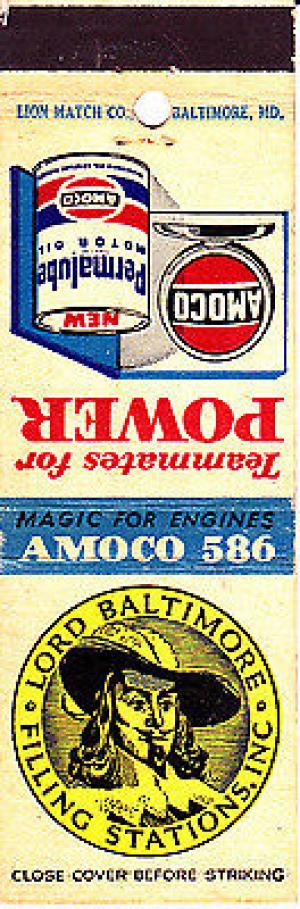 LION MATCH CO., BALTIMORE, MD.
Teammates for
POWER
AMOCO
NEW
Permalube
MOTOR OIL
AMOCO
MAGIC FOR ENGINES
AMOCO 586
LORD BALTIMORE
FILLING STATIONS, INC.
CLOSE COVER BEFORE STRIKING